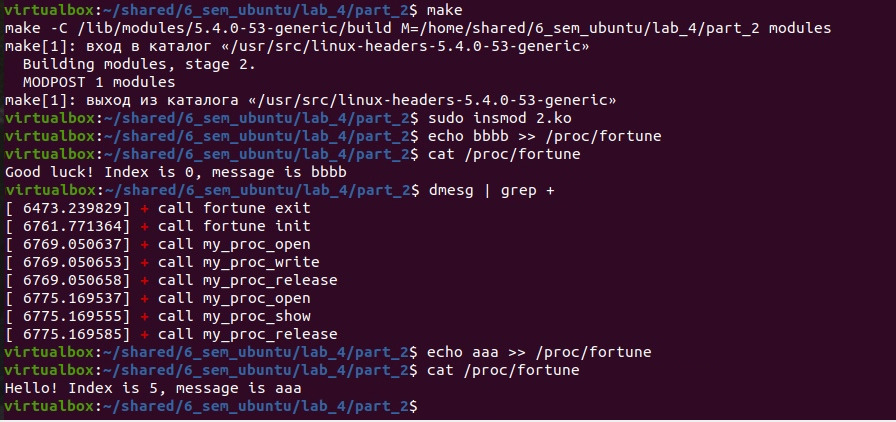 virtualbox:~/shared/6_sem_ubuntu/lab_4/part_2$ make
make -C /lib/modules/5.4.0-53-generic/build M=/home/shared/6_sem_ubuntu/lab_4/part_2 modules
make[1]: вход в каталог «/usr/src/linux-headers-5.4.0-53-generic»
  Building modules, stage 2.
  MODPOST 1 modules
make[1]: выход из каталога «/usr/src/linux-headers-5.4.0-53-generic»
virtualbox:~/shared/6_sem_ubuntu/lab_4/part_2$ sudo insmod 2.ko
virtualbox:~/shared/6_sem_ubuntu/lab_4/part_2$ echo bbbb >> /proc/fortune
virtualbox:~/shared/6_sem_ubuntu/lab_4/part_2$ cat /proc/fortune
Good luck! Index is 0, message is bbbb
virtualbox:~/shared/6_sem_ubuntu/lab_4/part_2$ dmesg | grep +
[ 6473.239829] + call fortune exit
[ 6761.771364] + call fortune init
[ 6769.050637] + call my_proc_open
[ 6769.050653] + call my_proc_write
[ 6769.050658] + call my_proc_release
[ 6775.169537] + call my_proc_open
[ 6775.169555] + call my_proc_show
[ 6775.169585] + call my_proc_release
virtualbox:~/shared/6_sem_ubuntu/lab_4/part_2$ echo aaa >> /proc/fortune
virtualbox:~/shared/6_sem_ubuntu/lab_4/part_2$ cat /proc/fortune
Hello! Index is 5, message is aaa
virtualbox:~/shared/6_sem_ubuntu/lab_4/part_2$